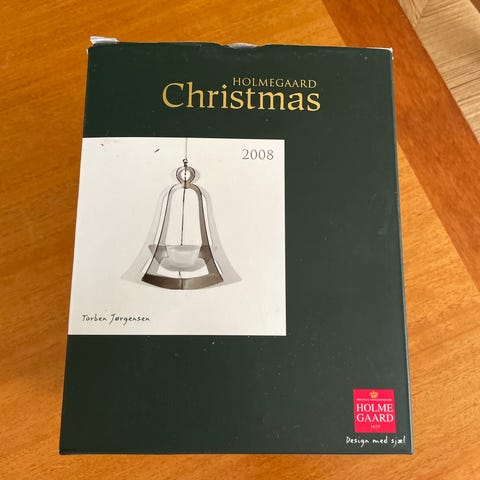 HOLMEGAARD
Christmas
2008
Torben Jørgensen
HOLME
GAARD
Design med sjæl